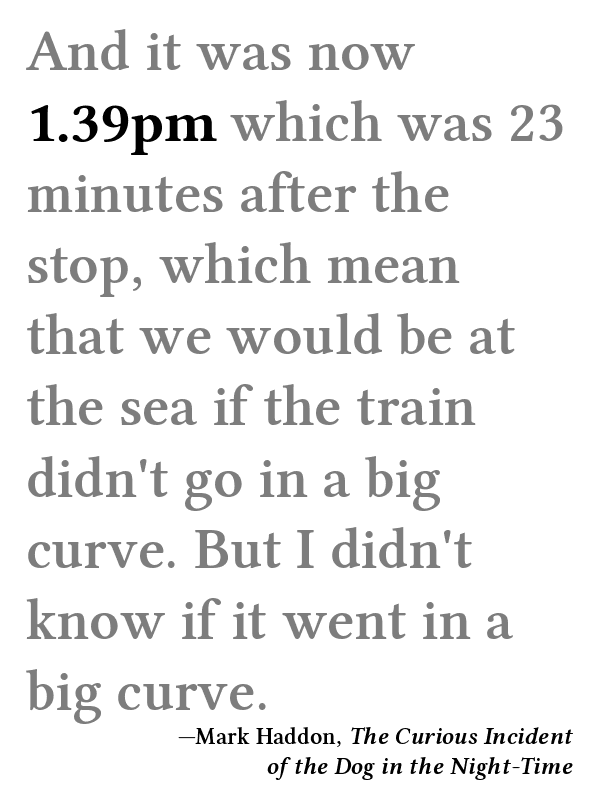 And it was now
1.39pm which was 23
minutes after the
stop, which mean
that we would be at
the sea if the train
didn't go in a big
curve. But I didn't
know if it went in a
big curve.
—Mark Haddon, The Curious Incident
of the Dog in the Night-Time